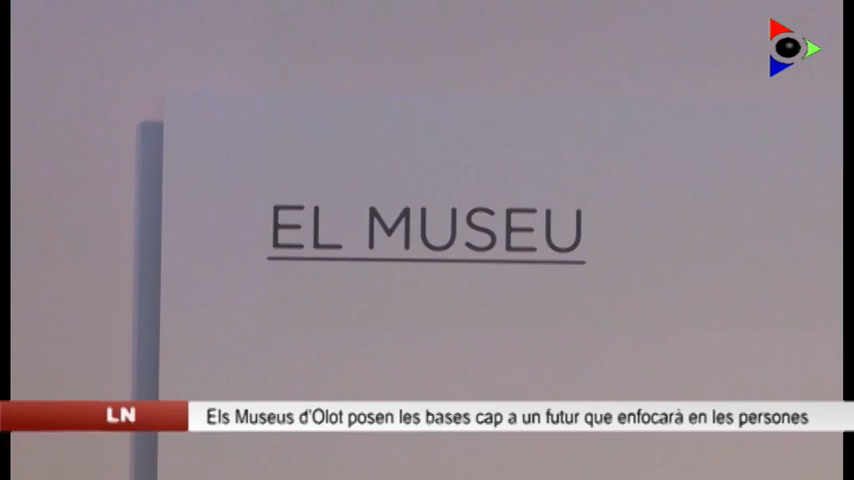 EL MUSEU
LN
Els Museus d'Olot posen les bases cap a un futur que enfocarà en les persones